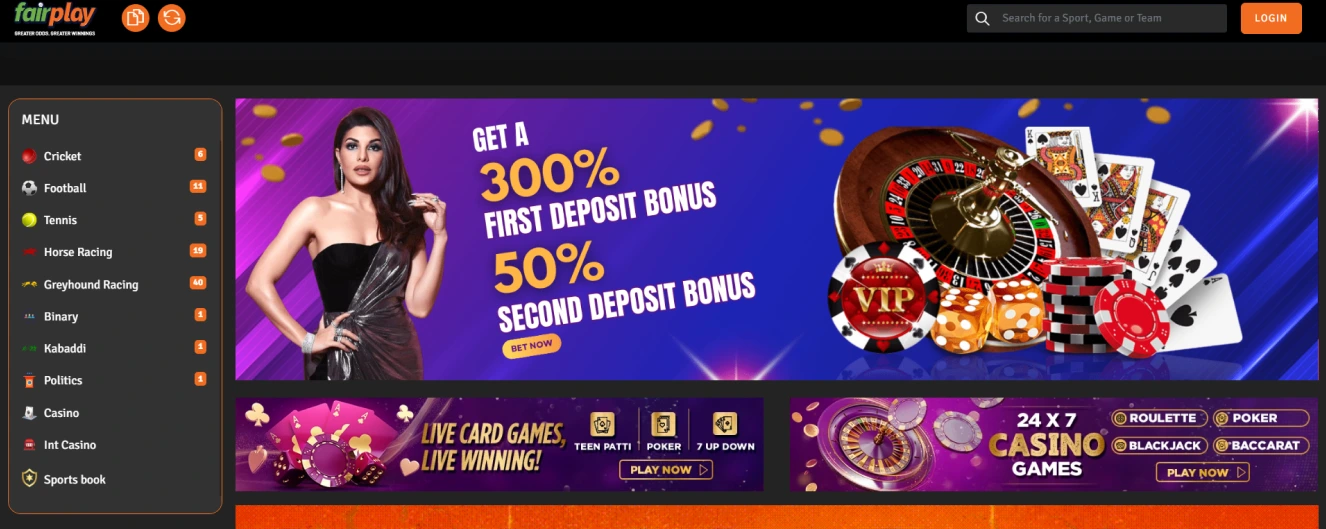 fairplay
GREATER ODDS. GREATER WINNINGS
Search for a Sport, Game or Team
LOGIN
MENU
Cricket 6
Football 11
Tennis 5
Horse Racing 19
Greyhound Racing 40
Binary 1
Kabaddi 1
Politics 1
Casino
Int Casino
Sports book
GET A
300%
FIRST DEPOSIT BONUS
50%
SECOND DEPOSIT BONUS
BET NOW
VIP
LIVE CARD GAMES,
LIVE WINNING!
TEEN PATTI POKER 7 UP DOWN
PLAY NOW
24 X 7
CASINO
GAMES
ROULETTE POKER
BLACKJACK BACCARAT
PLAY NOW